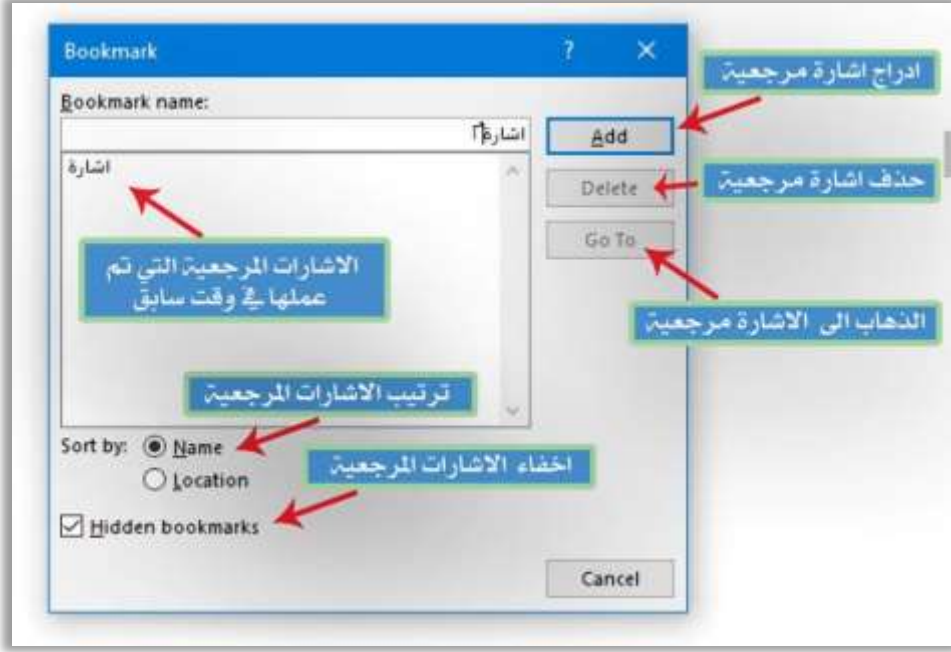 Bookmark
ادراج اشارة مرجعية
Bookmark name:
اشارة٢
Add
اشارة
حذف اشارة مرجعية
Delete
Go To
الاشارات المرجعية التي تم
عملها في وقت سابق
الذهاب الى الاشارة مرجعية
ترتيب الاشارات المرجعية
Sort by:
Name
اخفاء الاشارات المرجعية
Location
Hidden bookmarks
Cancel